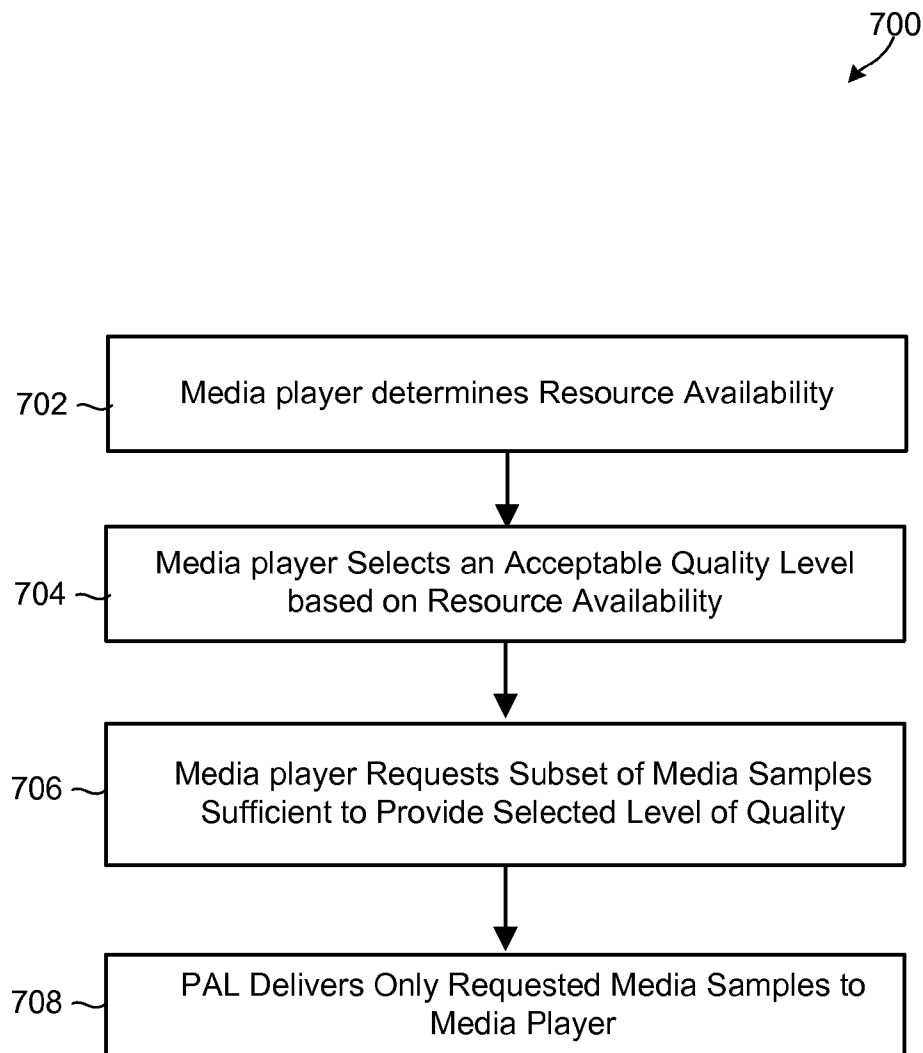 700
702
Media player determines Resource Availability
704
Media player Selects an Acceptable Quality Level
based on Resource Availability
706
Media player Requests Subset of Media Samples
Sufficient to Provide Selected Level of Quality
708
PAL Delivers Only Requested Media Samples to
Media Player